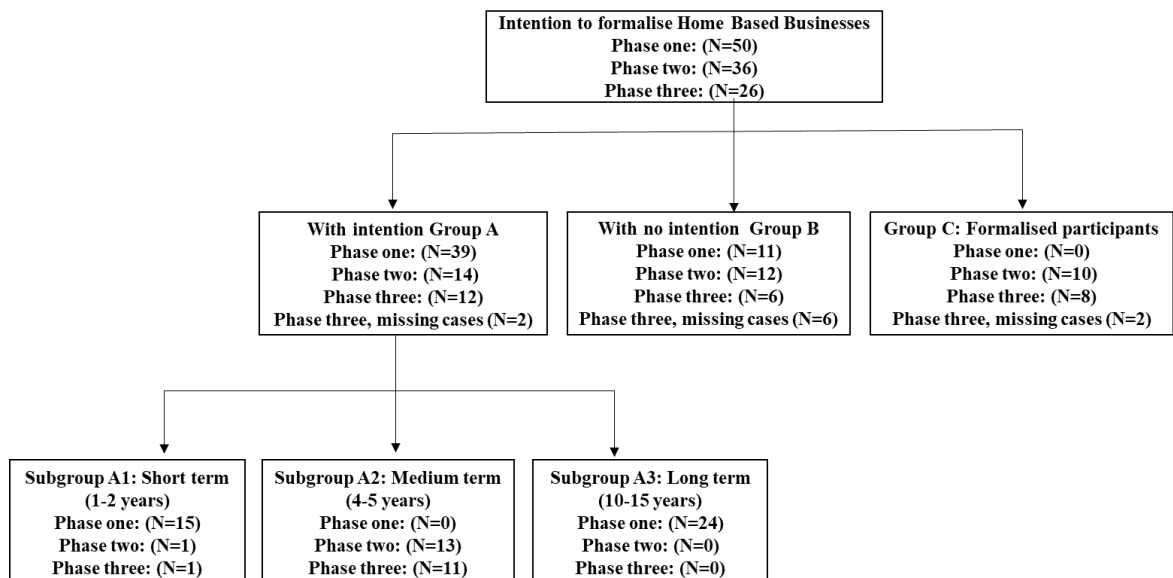 Intention to formalise Home Based Businesses
Phase one: (N=50)
Phase two: (N=36)
Phase three: (N=26)
With intention Group A
Phase one: (N=39)
Phase two: (N=14)
Phase three: (N=12)
Phase three, missing cases (N=2)
With no intention  Group B
Phase one: (N=11)
Phase two: (N=12)
Phase three: (N=6)
Phase three, missing cases (N=6)
Group C: Formalised participants
Phase one: (N=0)
Phase two: (N=10)
Phase three: (N=8)
Phase three, missing cases (N=2)
Subgroup A1: Short term
(1-2 years)
Phase one: (N=15)
Phase two: (N=1)
Phase three: (N=1)
Subgroup A2: Medium term
(4-5 years)
Phase one: (N=0)
Phase two: (N=13)
Phase three: (N=11)
Subgroup A3: Long term
(10-15 years)
Phase one: (N=24)
Phase two: (N=0)
Phase three: (N=0)